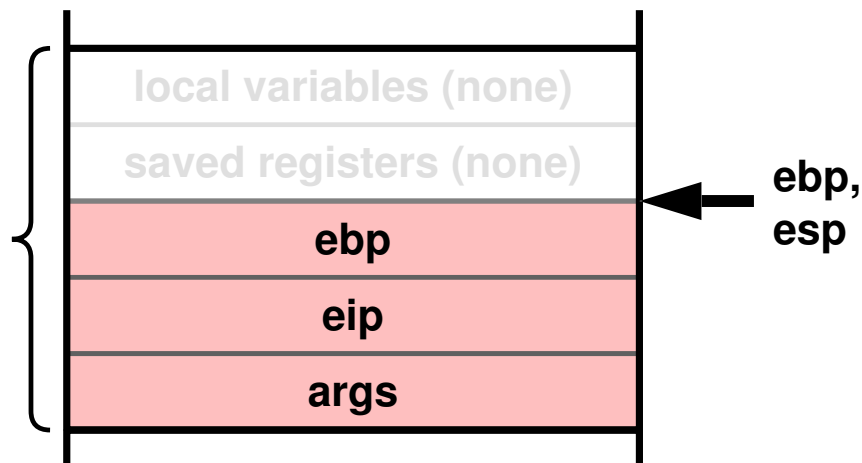 local variables (none)
saved registers (none)
ebp,
esp
ebp
eip
args